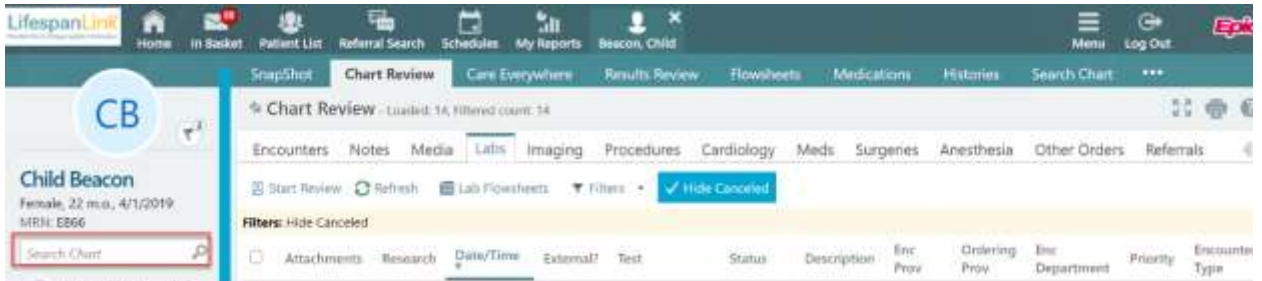 LifespanLink
Home In Basket Patient List Referral Search Schedules My Reports Beacon, Child Menu Log Out Epic
SnapShot Chart Review Care Everywhere Results Review Flowsheets Medications Histories Search Chart
CB
Chart Review - Loaded: 14, Filtered count: 14
Encounters Notes Media Labs Imaging Procedures Cardiology Meds Surgeries Anesthesia Other Orders Referrals
Child Beacon
Female, 22 m.o., 4/1/2019
MRN: E866
Search Chart
Start Review Refresh Lab Flowsheets Filters Hide Canceled
Filters: Hide Canceled
Attachments Research Date/Time External? Test Status Description Enc Prov Ordering Prov Enc Department Priority Encounter Type